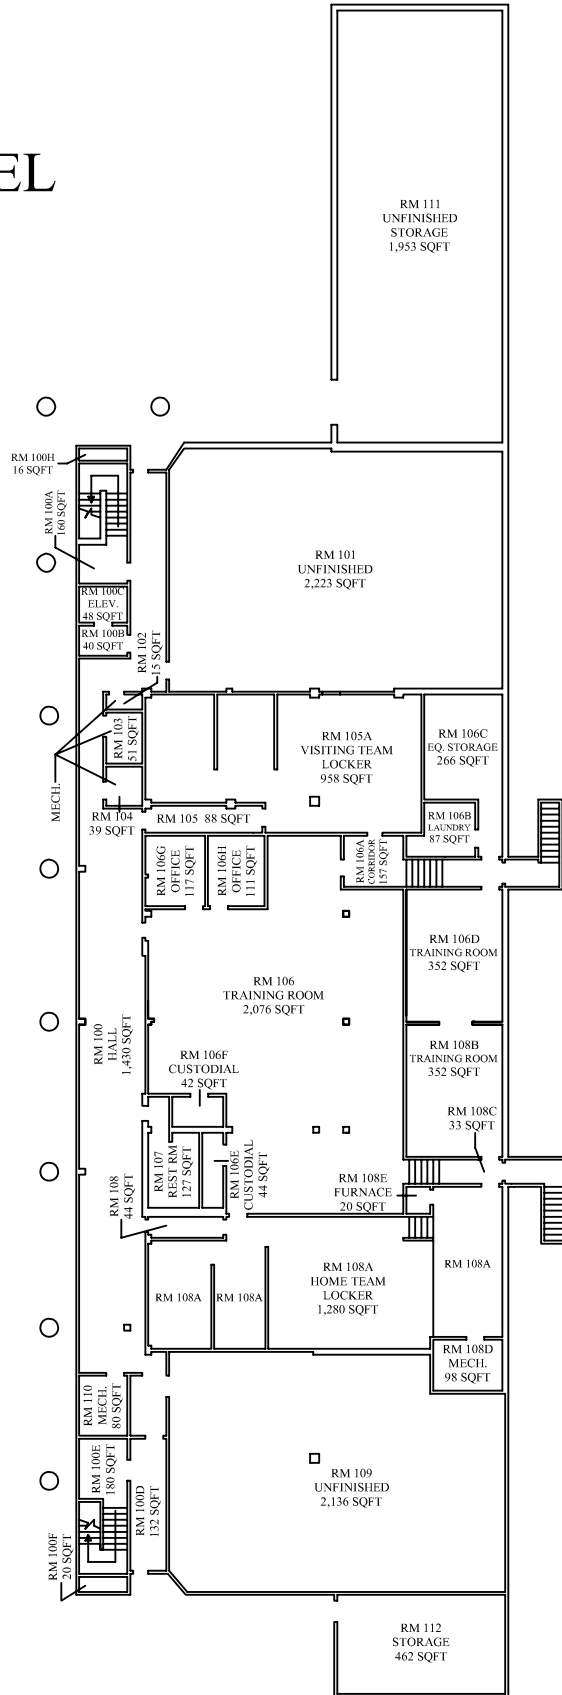 EL
RM 111
UNFINISHED
STORAGE
1,953 SQFT
RM 100H
16 SQFT
RM 100A
160 SQFT
RM 101
UNFINISHED
2,223 SQFT
RM 100C
ELEV.
48 SQFT
RM 100B
40 SQFT
RM 102
15 SQFT
RM 103
51 SQFT
MECH.
RM 104
39 SQFT
RM 105A
VISITING TEAM
LOCKER
958 SQFT
RM 106C
EQ. STORAGE
266 SQFT
RM 105 88 SQFT
RM 106B
LAUNDRY
87 SQFT
RM 106G
OFFICE
117 SQFT
RM 106H
OFFICE
111 SQFT
RM 106A
CORRIDOR
157 SQFT
RM 106D
TRAINING ROOM
352 SQFT
RM 106
TRAINING ROOM
2,076 SQFT
RM 100
HALL
1,430 SQFT
RM 106F
CUSTODIAL
42 SQFT
RM 108B
TRAINING ROOM
352 SQFT
RM 108C
33 SQFT
RM 107
REST RM
127 SQFT
RM 106E
CUSTODIAL
44 SQFT
RM 108
44 SQFT
RM 108E
FURNACE
20 SQFT
RM 108A
RM 108A
RM 108A
HOME TEAM
LOCKER
1,280 SQFT
RM 108A
RM 108D
MECH.
98 SQFT
RM 110
MECH.
80 SQFT
RM 100E
180 SQFT
RM 100D
132 SQFT
RM 109
UNFINISHED
2,136 SQFT
RM 100F
20 SQFT
RM 112
STORAGE
462 SQFT